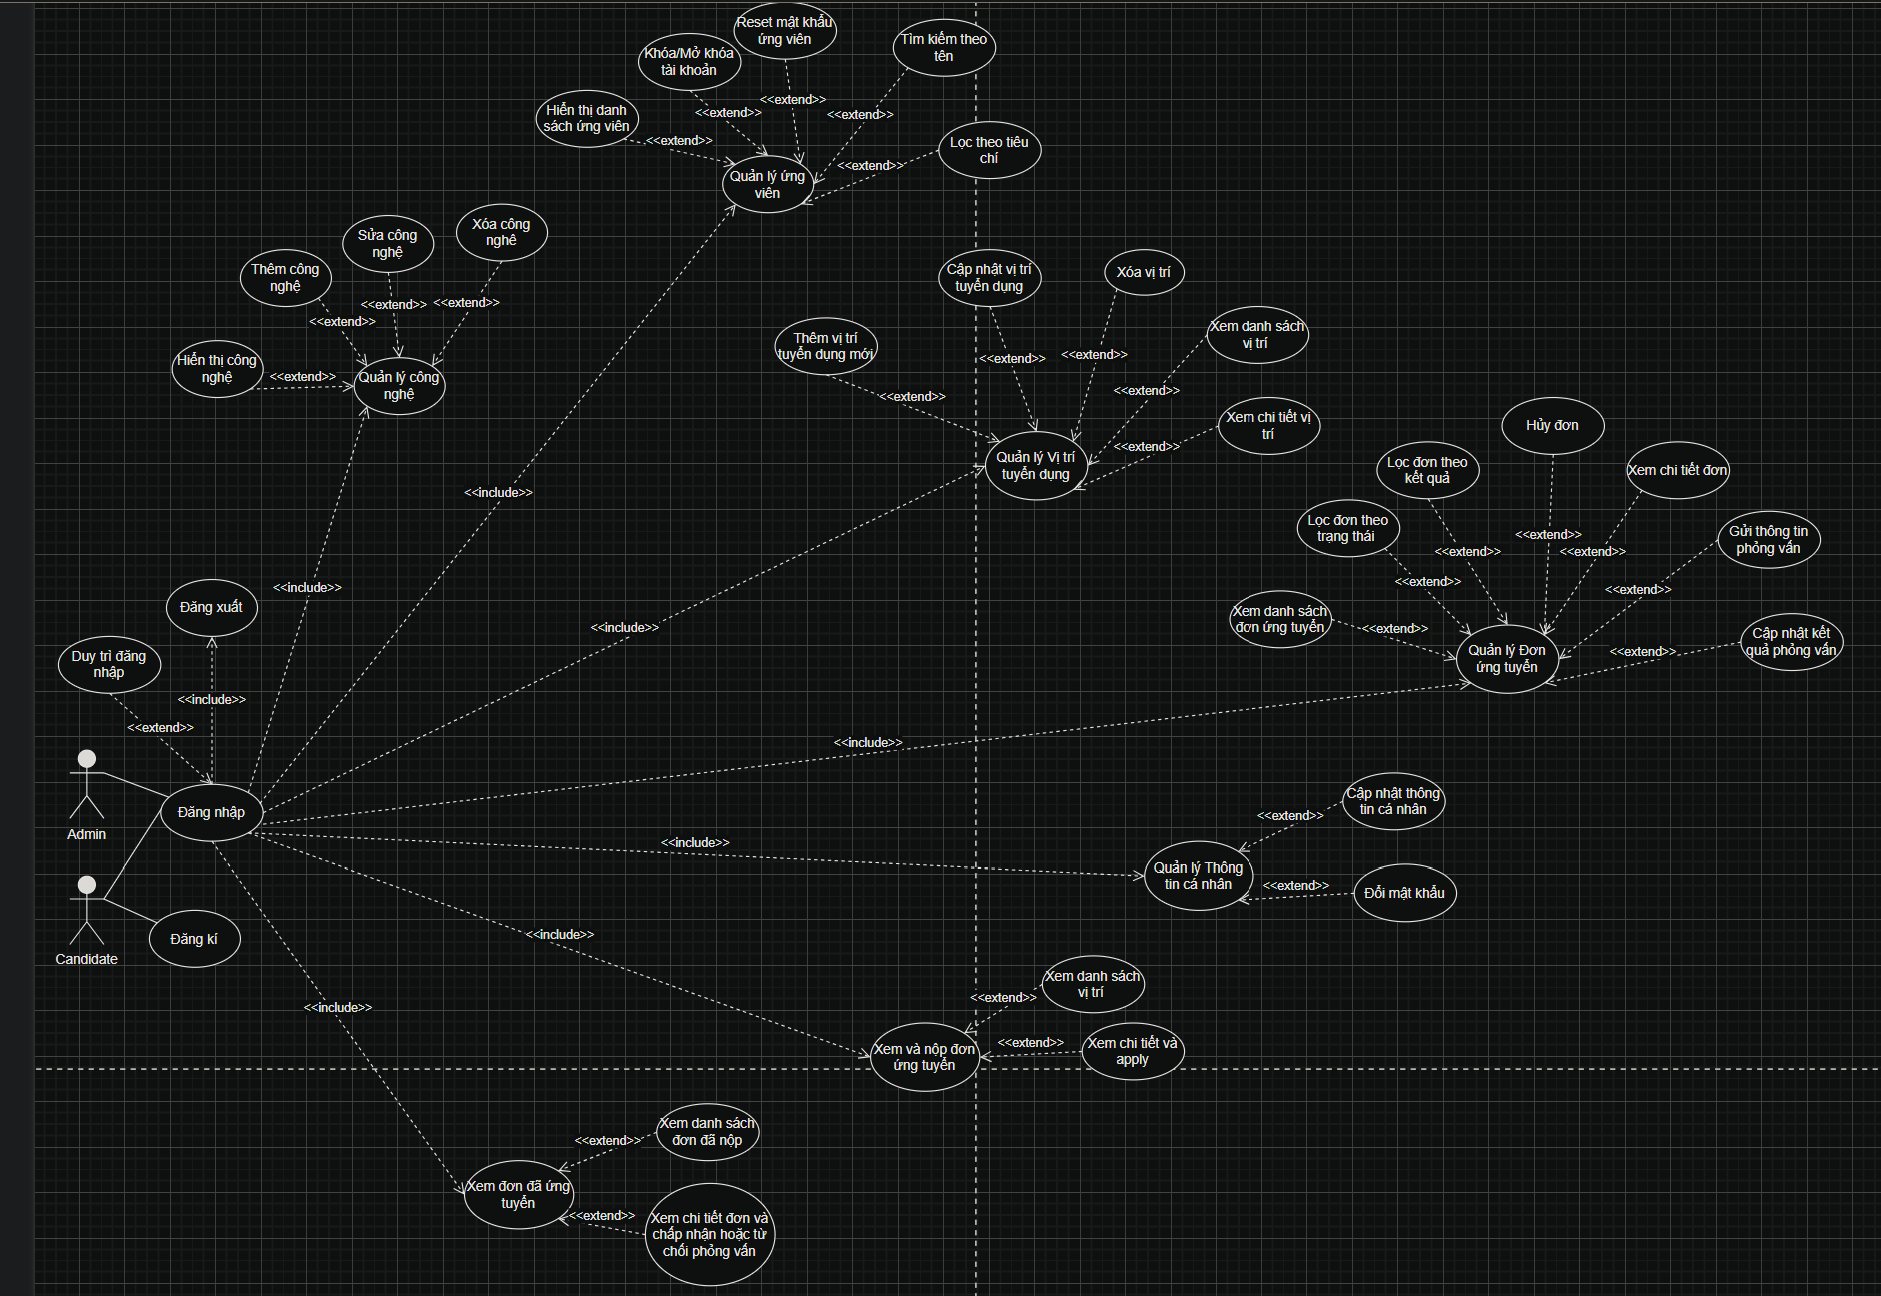 Reset mật khẩu
ứng viên
Tìm kiếm theo
tên
Khóa/Mở khóa
tài khoản
<<extend>>
<<extend>>
<<extend>>
Hiển thị danh
sách ứng viên
<<extend>>
Lọc theo tiêu
chí
<<extend>>
Quản lý ứng
viên
Xóa công
nghê
Sửa công
nghệ
Thêm công
nghệ
<<extend>>
<<extend>>
<<extend>>
Hiển thị công
nghệ
<<extend>>
Quản lý công
nghệ
Cập nhật vị trí
tuyển dụng
Xóa vị trí
Xem danh sách
vị trí
Thêm vị trí
tuyển dụng mới
<<extend>>
<<extend>>
<<extend>>
<<extend>>
Xem chi tiết vị
trí
<<extend>>
Quản lý Vị trí
tuyển dụng
Hủy đơn
Lọc đơn theo
kết quả
Xem chi tiết đơn
Lọc đơn theo
trạng thái
Gửi thông tin
phỏng vấn
<<extend>>
<<extend>>
<<extend>>
<<extend>>
<<extend>>
Xem danh sách
đơn ứng tuyển
<<extend>>
Cập nhật kết
quả phỏng vấn
<<extend>>
Quản lý Đơn
ứng tuyển
<<include>>
<<include>>
<<include>>
Đăng xuất
Duy trì đăng
nhập
<<include>>
<<extend>>
<<include>>
Đăng nhập
Admin
Cập nhật thông
tin cá nhân
<<extend>>
<<include>>
Quản lý Thông
tin cá nhân
<<extend>>
Đổi mật khẩu
Đăng kí
Candidate
<<include>>
Xem danh sách
vị trí
<<extend>>
<<include>>
Xem và nộp đơn
ứng tuyển
<<extend>>
Xem chi tiết và
apply
Xem danh sách
đơn đã nộp
<<extend>>
Xem đơn đã ứng
tuyển
<<extend>>
Xem chi tiết đơn và
chấp nhận hoặc từ
chối phỏng vấn